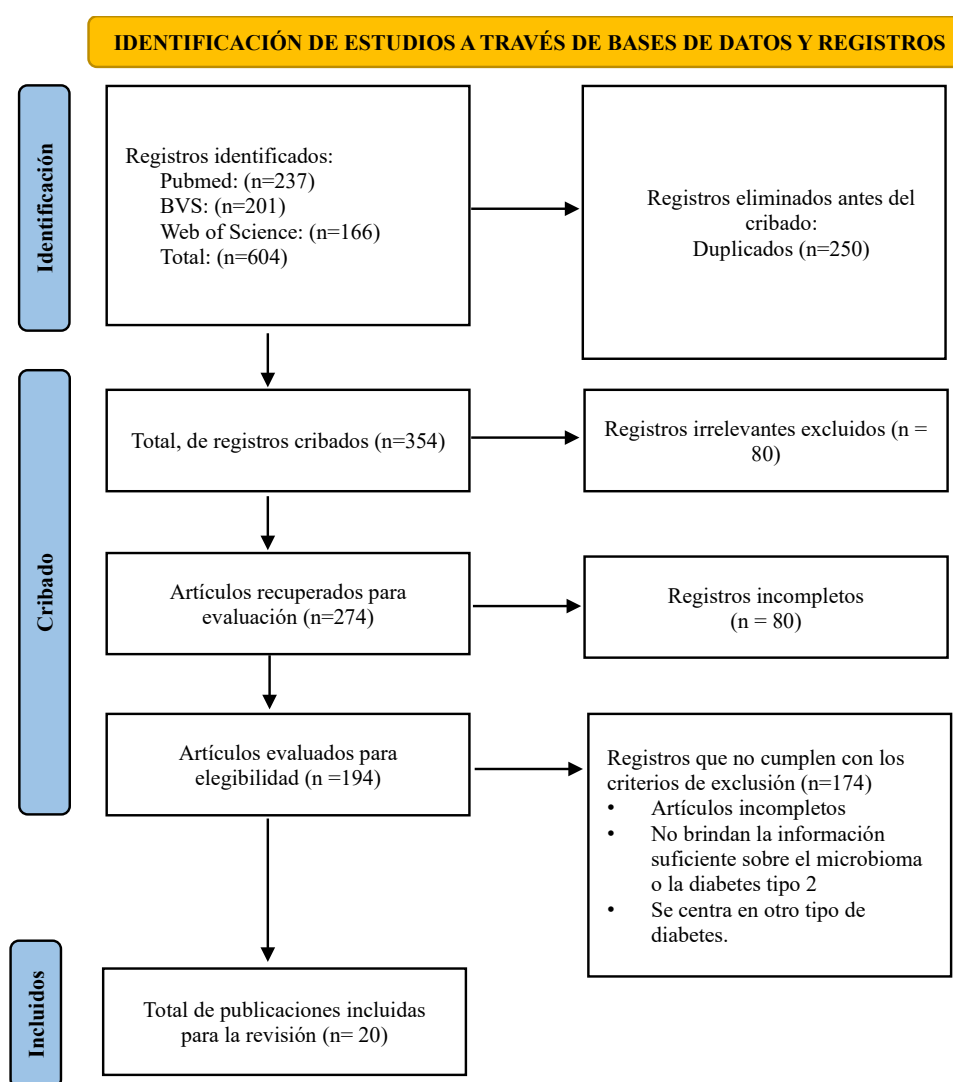 IDENTIFICACIÓN DE ESTUDIOS A TRAVÉS DE BASES DE DATOS Y REGISTROS
Identificación
Registros identificados:
Pubmed: (n=237)
BVS: (n=201)
Web of Science: (n=166)
Total: (n=604)
Registros eliminados antes del
cribado:
Duplicados (n=250)
Cribado
Total, de registros cribados (n=354)
Registros irrelevantes excluidos (n =
80)
Artículos recuperados para
evaluación (n=274)
Registros incompletos
(n = 80)
Artículos evaluados para
elegibilidad (n =194)
Registros que no cumplen con los
criterios de exclusión (n=174)
• Artículos incompletos
• No brindan la información
suficiente sobre el microbioma
o la diabetes tipo 2
• Se centra en otro tipo de
diabetes.
Incluidos
Total de publicaciones incluidas
para la revisión (n= 20)